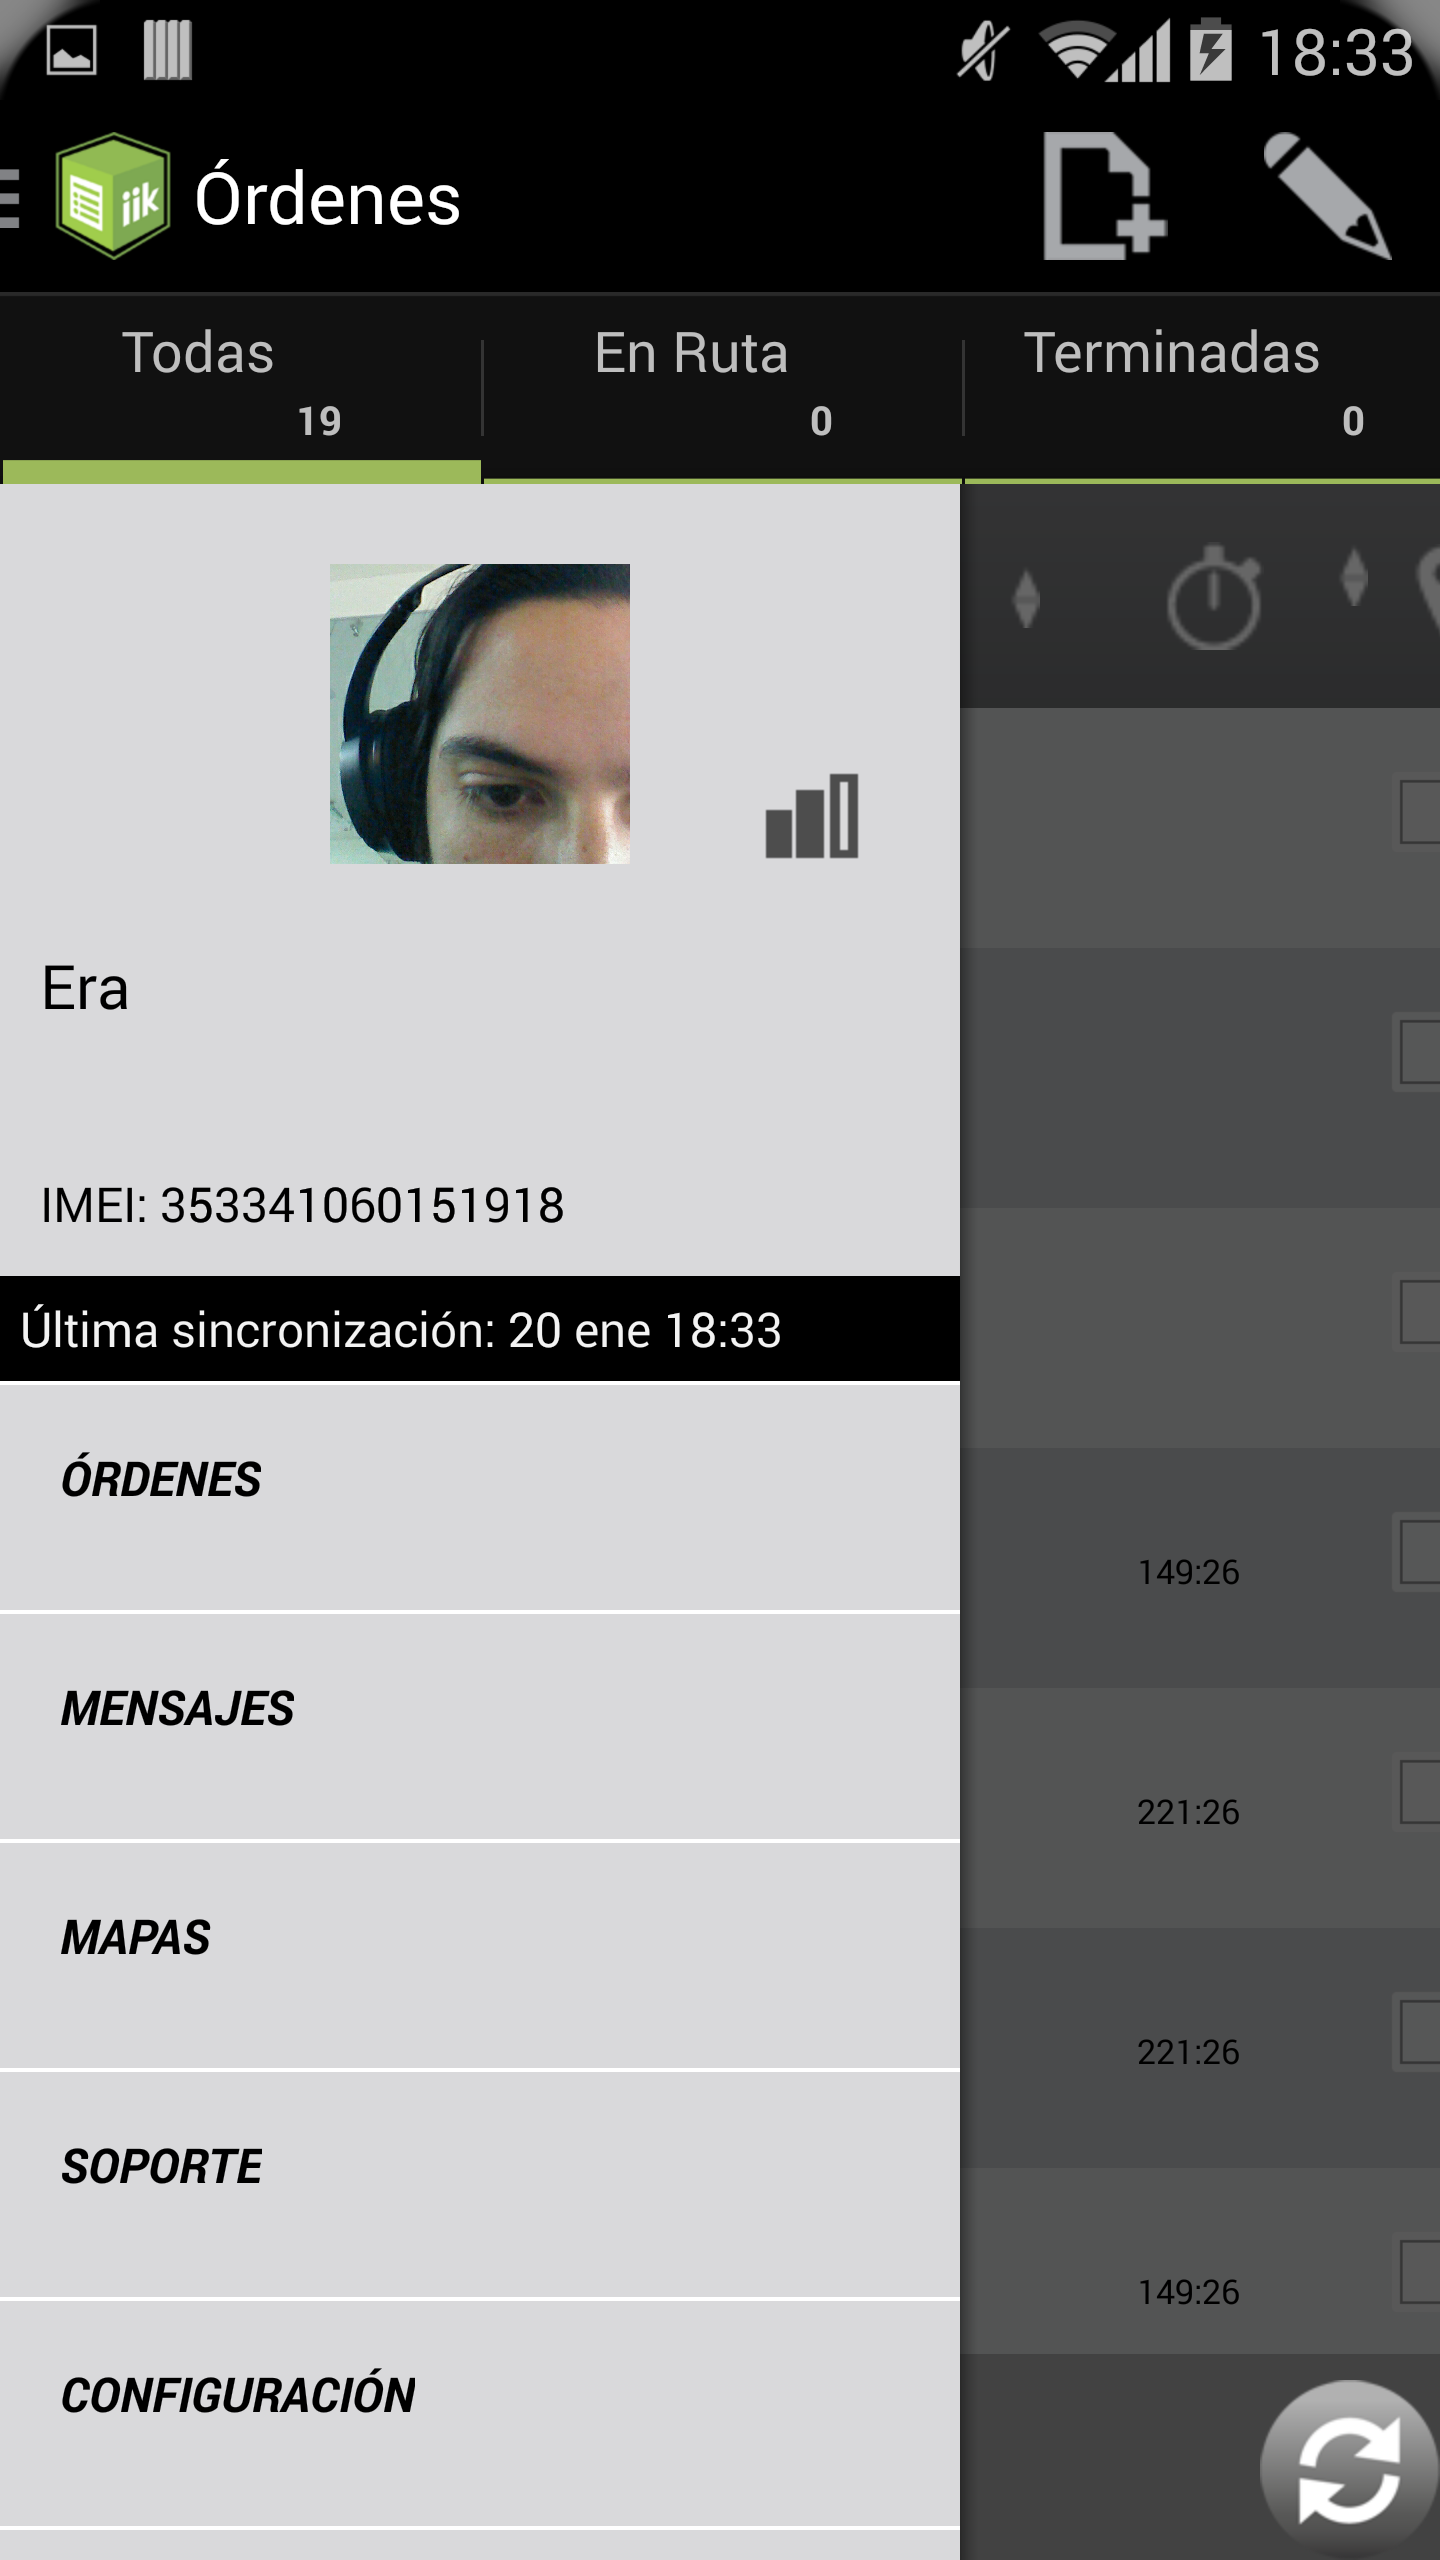 18:33
iik
Órdenes
Todas
19
En Ruta
0
Terminadas
0
Era
IMEI: 353341060151918
Última sincronización: 20 ene 18:33
ÓRDENES
149:26
MENSAJES
221:26
MAPAS
221:26
SOPORTE
149:26
CONFIGURACIÓN